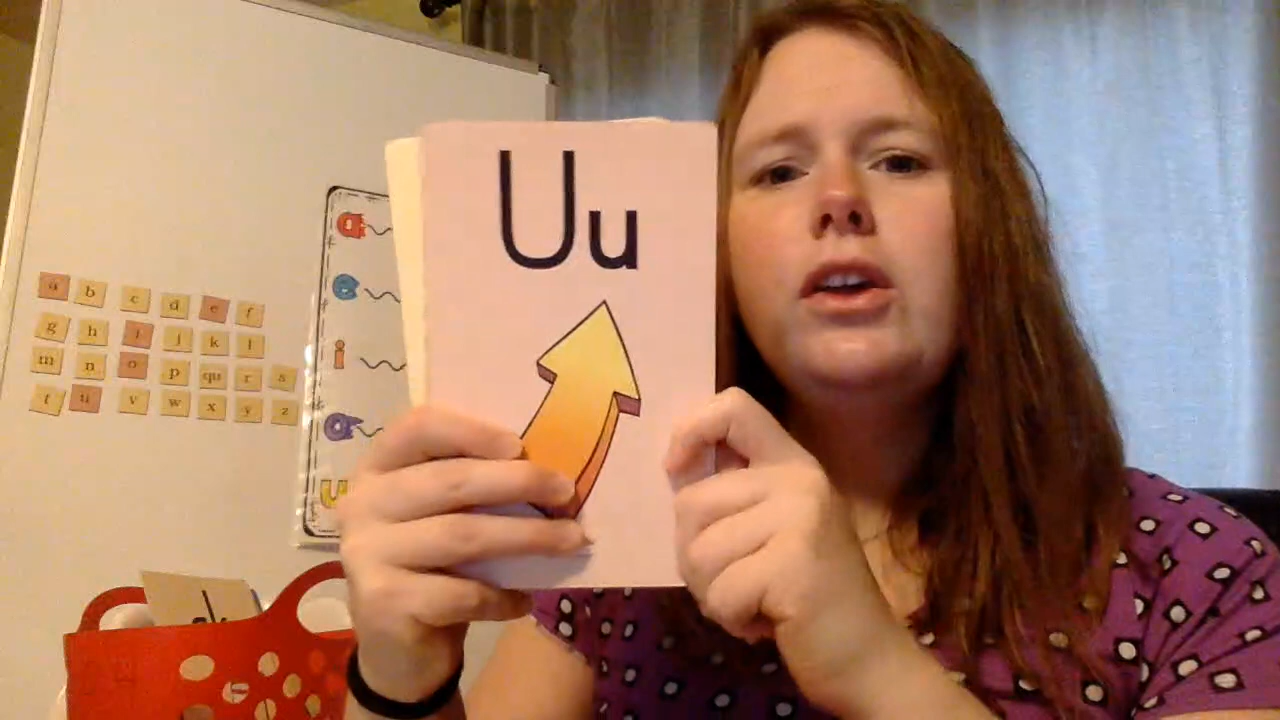 Uu
a b c d e f
g h i j k l
m n o p qu r s
t u v w x y z
a
e
i
o
u